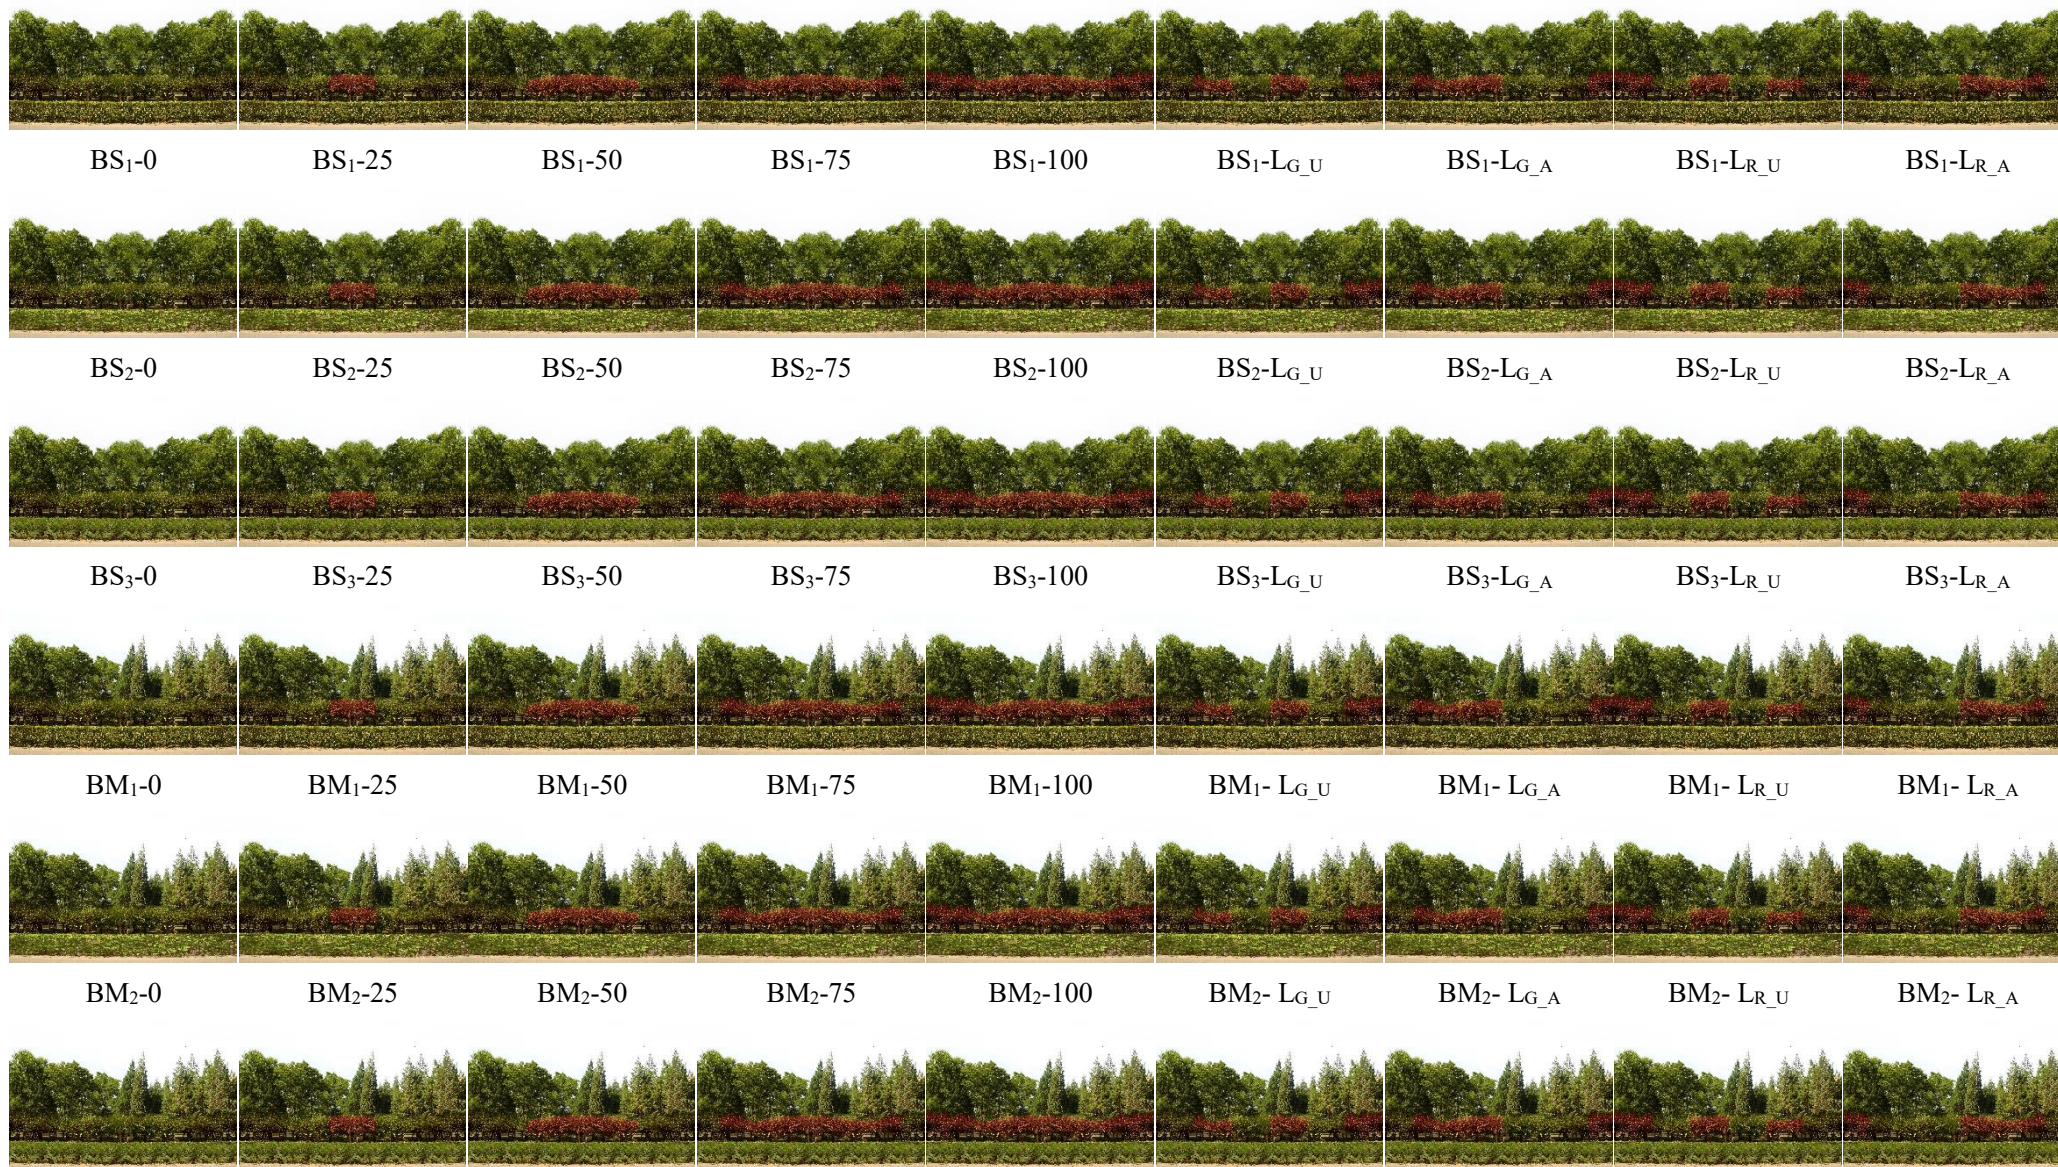 BS₁-0 BS₁-25 BS₁-50 BS₁-75 BS₁-100 BS₁-L_G_U BS₁-L_G_A BS₁-L_R_U BS₁-L_R_A
BS₂-0 BS₂-25 BS₂-50 BS₂-75 BS₂-100 BS₂-L_G_U BS₂-L_G_A BS₂-L_R_U BS₂-L_R_A
BS₃-0 BS₃-25 BS₃-50 BS₃-75 BS₃-100 BS₃-L_G_U BS₃-L_G_A BS₃-L_R_U BS₃-L_R_A
BM₁-0 BM₁-25 BM₁-50 BM₁-75 BM₁-100 BM₁- L_G_U BM₁- L_G_A BM₁- L_R_U BM₁- L_R_A
BM₂-0 BM₂-25 BM₂-50 BM₂-75 BM₂-100 BM₂- L_G_U BM₂- L_G_A BM₂- L_R_U BM₂- L_R_A